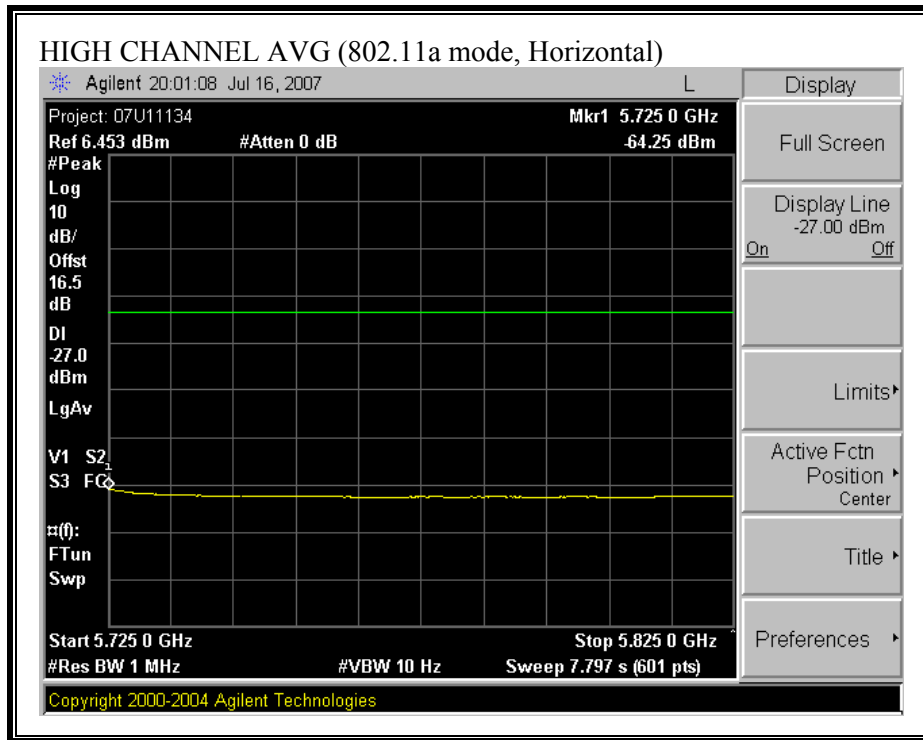 HIGH CHANNEL AVG (802.11a mode, Horizontal)
Agilent 20:01:08 Jul 16, 2007 L
Display
Project: 07U11134 Mkr1 5.725 0 GHz
Ref 6.453 dBm #Atten 0 dB -64.25 dBm
#Peak
Log
10
dB/
Offst
16.5
dB
DI
-27.0
dBm
LgAv
V1 S2
S3 FC
1
¤(f):
FTun
Swp
Start 5.725 0 GHz Stop 5.825 0 GHz
#Res BW 1 MHz #VBW 10 Hz Sweep 7.797 s (601 pts)
Copyright 2000-2004 Agilent Technologies
Full Screen
Display Line
-27.00 dBm
On Off
Limits
Active Fctn
Position
Center
Title
Preferences